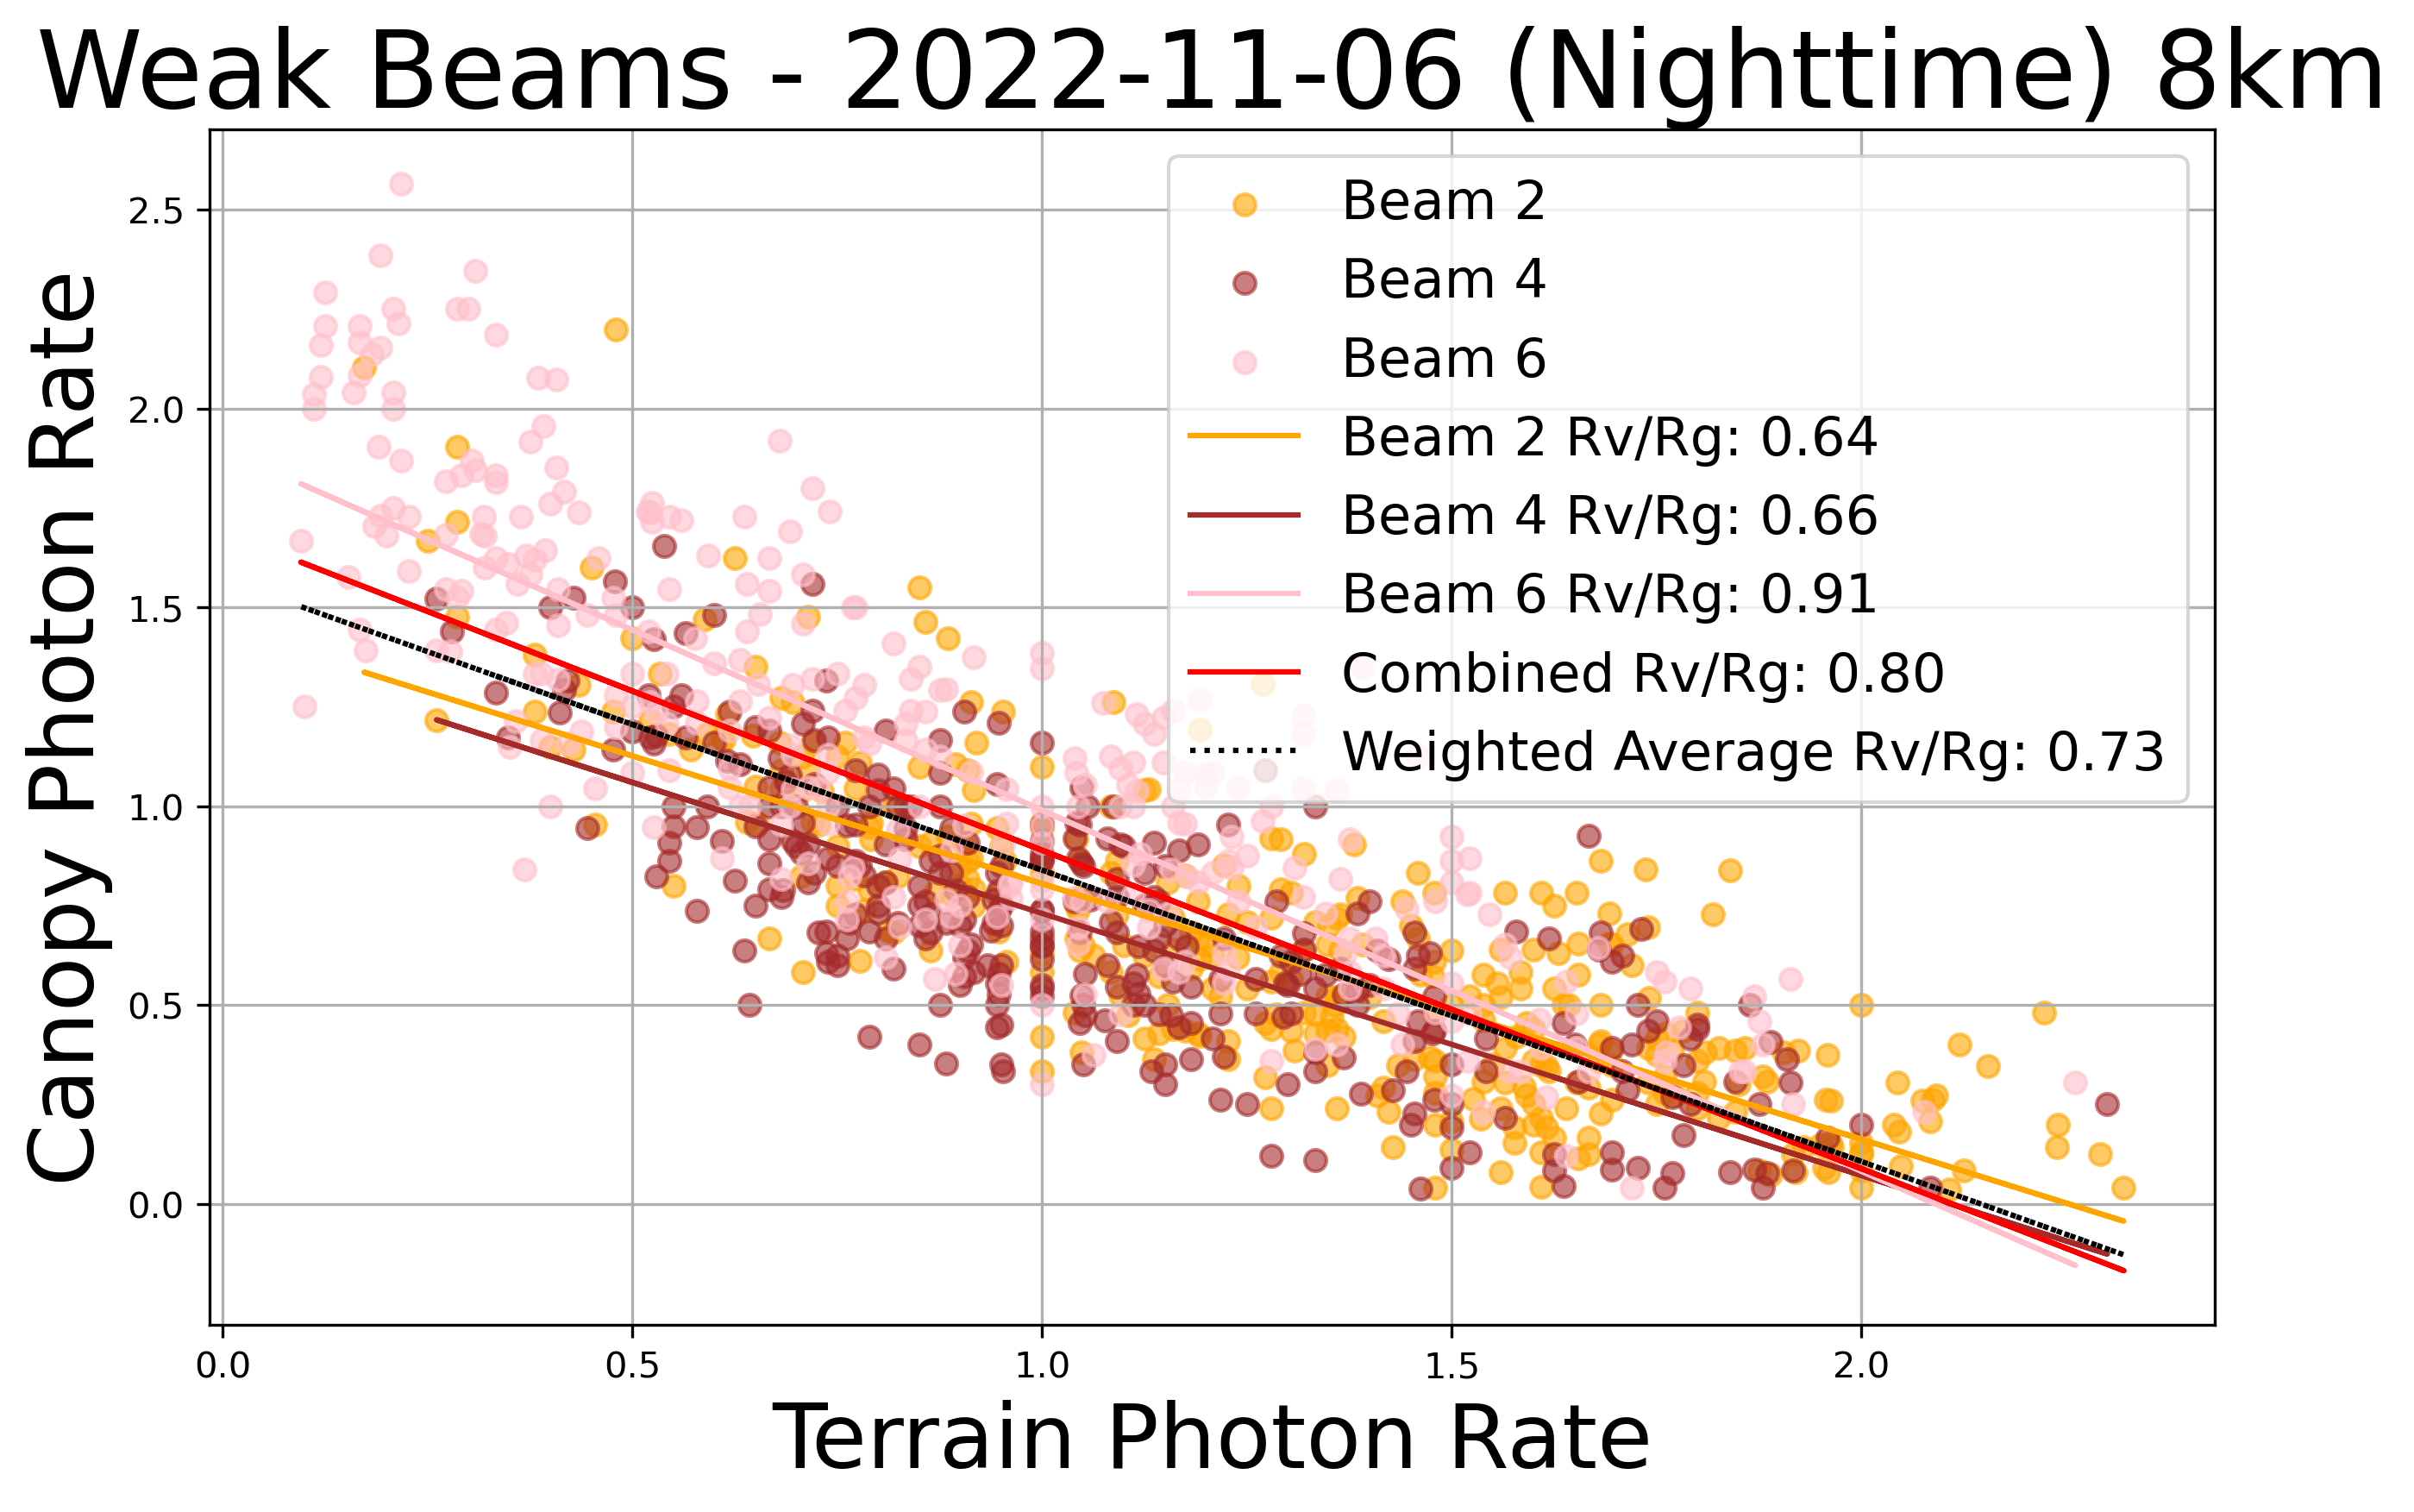 Weak Beams - 2022-11-06 (Nighttime) 8km
Canopy Photon Rate
2.5
2.0
1.5
1.0
0.5
0.0
Beam 2
Beam 4
Beam 6
Beam 2 Rv/Rg: 0.64
Beam 4 Rv/Rg: 0.66
Beam 6 Rv/Rg: 0.91
Combined Rv/Rg: 0.80
Weighted Average Rv/Rg: 0.73
0.0 0.5 1.0 1.5 2.0
Terrain Photon Rate